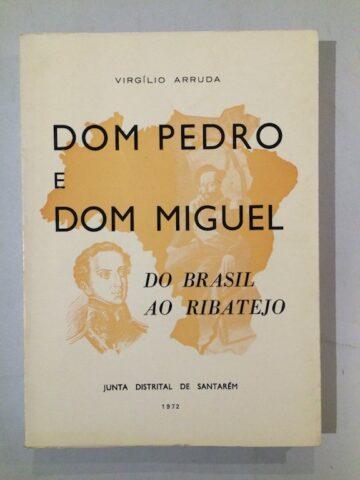 VIRGÍLIO ARRUDA
DOM PEDRO
E
DOM MIGUEL
DO BRASIL
AO RIBATEJO
JUNTA DISTRITAL DE SANTARÉM
1972